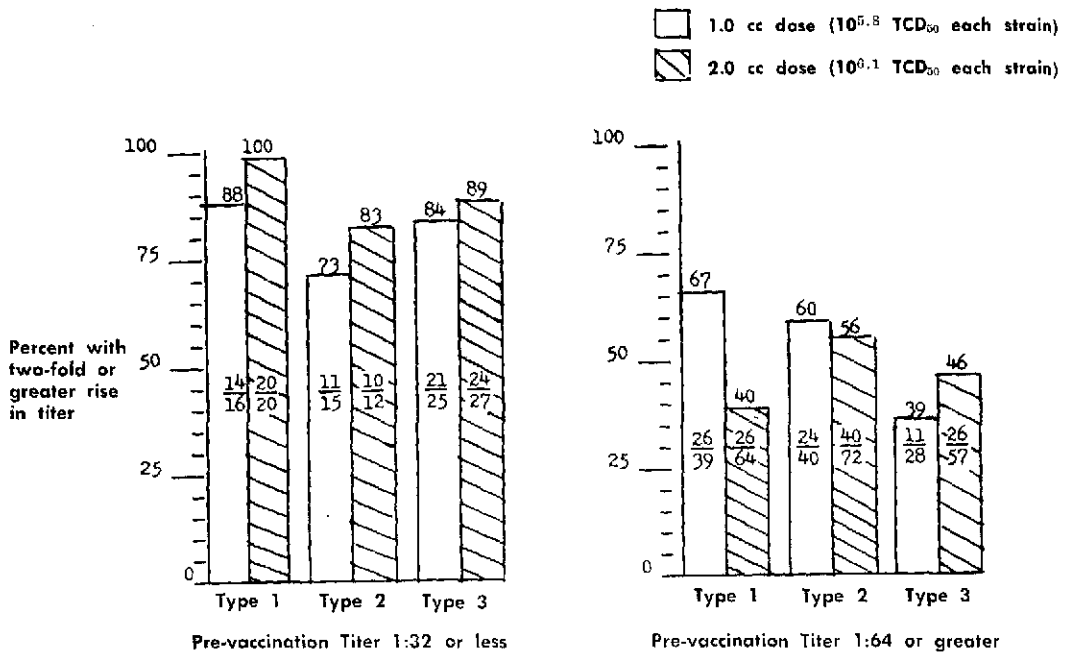 1.0 cc dose (10^5.8 TCD₅₀ each strain)
2.0 cc dose (10^6.1 TCD₅₀ each strain)
Percent with
two-fold or
greater rise
in titer
100
75
50
25
0
88 100
73 83
84 89
14/16 20/20 11/15 10/12 21/25 24/27
Type 1 Type 2 Type 3
Pre-vaccination Titer 1:32 or less
100
75
50
25
0
67 40
60 56
39 46
26/39 26/64 24/40 40/72 11/28 26/57
Type 1 Type 2 Type 3
Pre-vaccination Titer 1:64 or greater